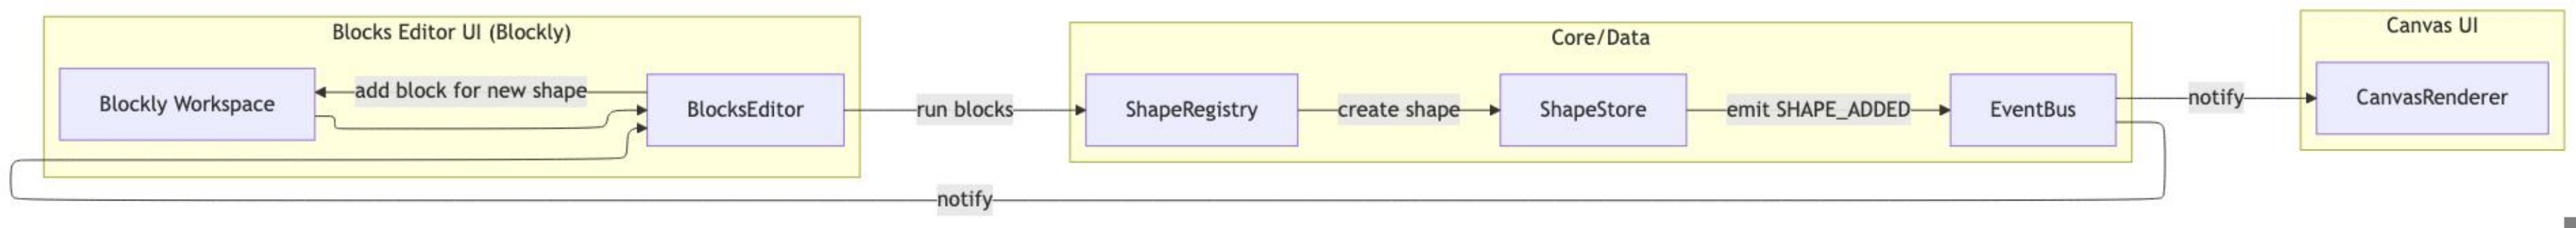 Blocks Editor UI (Blockly)
Blockly Workspace
add block for new shape
BlocksEditor
run blocks
Core/Data
ShapeRegistry
create shape
ShapeStore
emit SHAPE_ADDED
EventBus
notify
Canvas UI
CanvasRenderer
notify